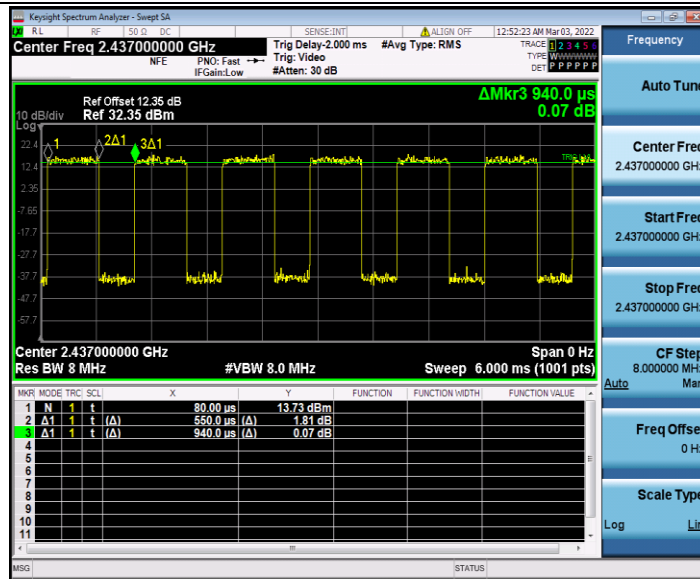 Keysight Spectrum Analyzer - Swept SA
RL RF 50 Ω DC SENSE:INT ALIGN OFF 12:52:23 AM Mar 03, 2022
Center Freq 2.437000000 GHz
NFE
PNO: Fast
IFGain:Low
Trig Delay-2.000 ms
Trig: Video
#Atten: 30 dB
#Avg Type: RMS
TRACE 1 2 3 4 5 6
TYPE WWWWWWW
DET P P P P P P
Ref Offset 12.35 dB
10 dB/div Ref 32.35 dBm
Log
ΔMkr3 940.0 µs
0.07 dB
22.4
12.4
2.35
-7.65
-17.7
-27.7
-37.7
-47.7
-57.7
1
2Δ1
3Δ1
Center 2.437000000 GHz Span 0 Hz
Res BW 8 MHz #VBW 8.0 MHz Sweep 6.000 ms (1001 pts)
MKR MODE TRC SCL X Y FUNCTION FUNCTION WIDTH FUNCTION VALUE
1 N 1 t 80.00 µs 13.73 dBm
2 Δ1 1 t (Δ) 550.0 µs (Δ) 1.81 dB
3 Δ1 1 t (Δ) 940.0 µs (Δ) 0.07 dB
4
5
6
7
8
9
10
11
MSG STATUS
Frequency
Auto Tune
Center Freq
2.437000000 GHz
Start Freq
2.437000000 GHz
Stop Freq
2.437000000 GHz
CF Step
8.000000 MHz
Auto Man
Freq Offset
0 Hz
Scale Type
Log Lin